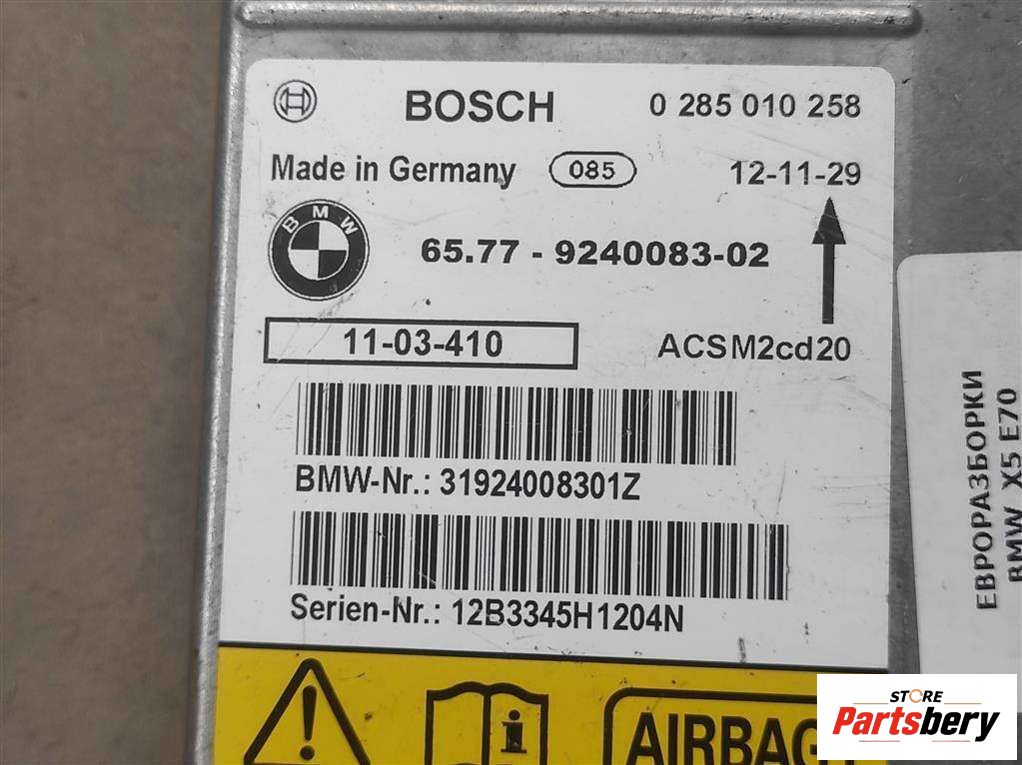 BOSCH 0 285 010 258
Made in Germany 085 12-11-29
BMW
65.77 - 9240083-02
11-03-410 ACSM2cd20
BMW-Nr.: 31924008301Z
Serien-Nr.: 12B3345H1204N
AIRBAG
ЕВРОРАЗБОРКИ
BMW X5 E70
STORE
Partsbery